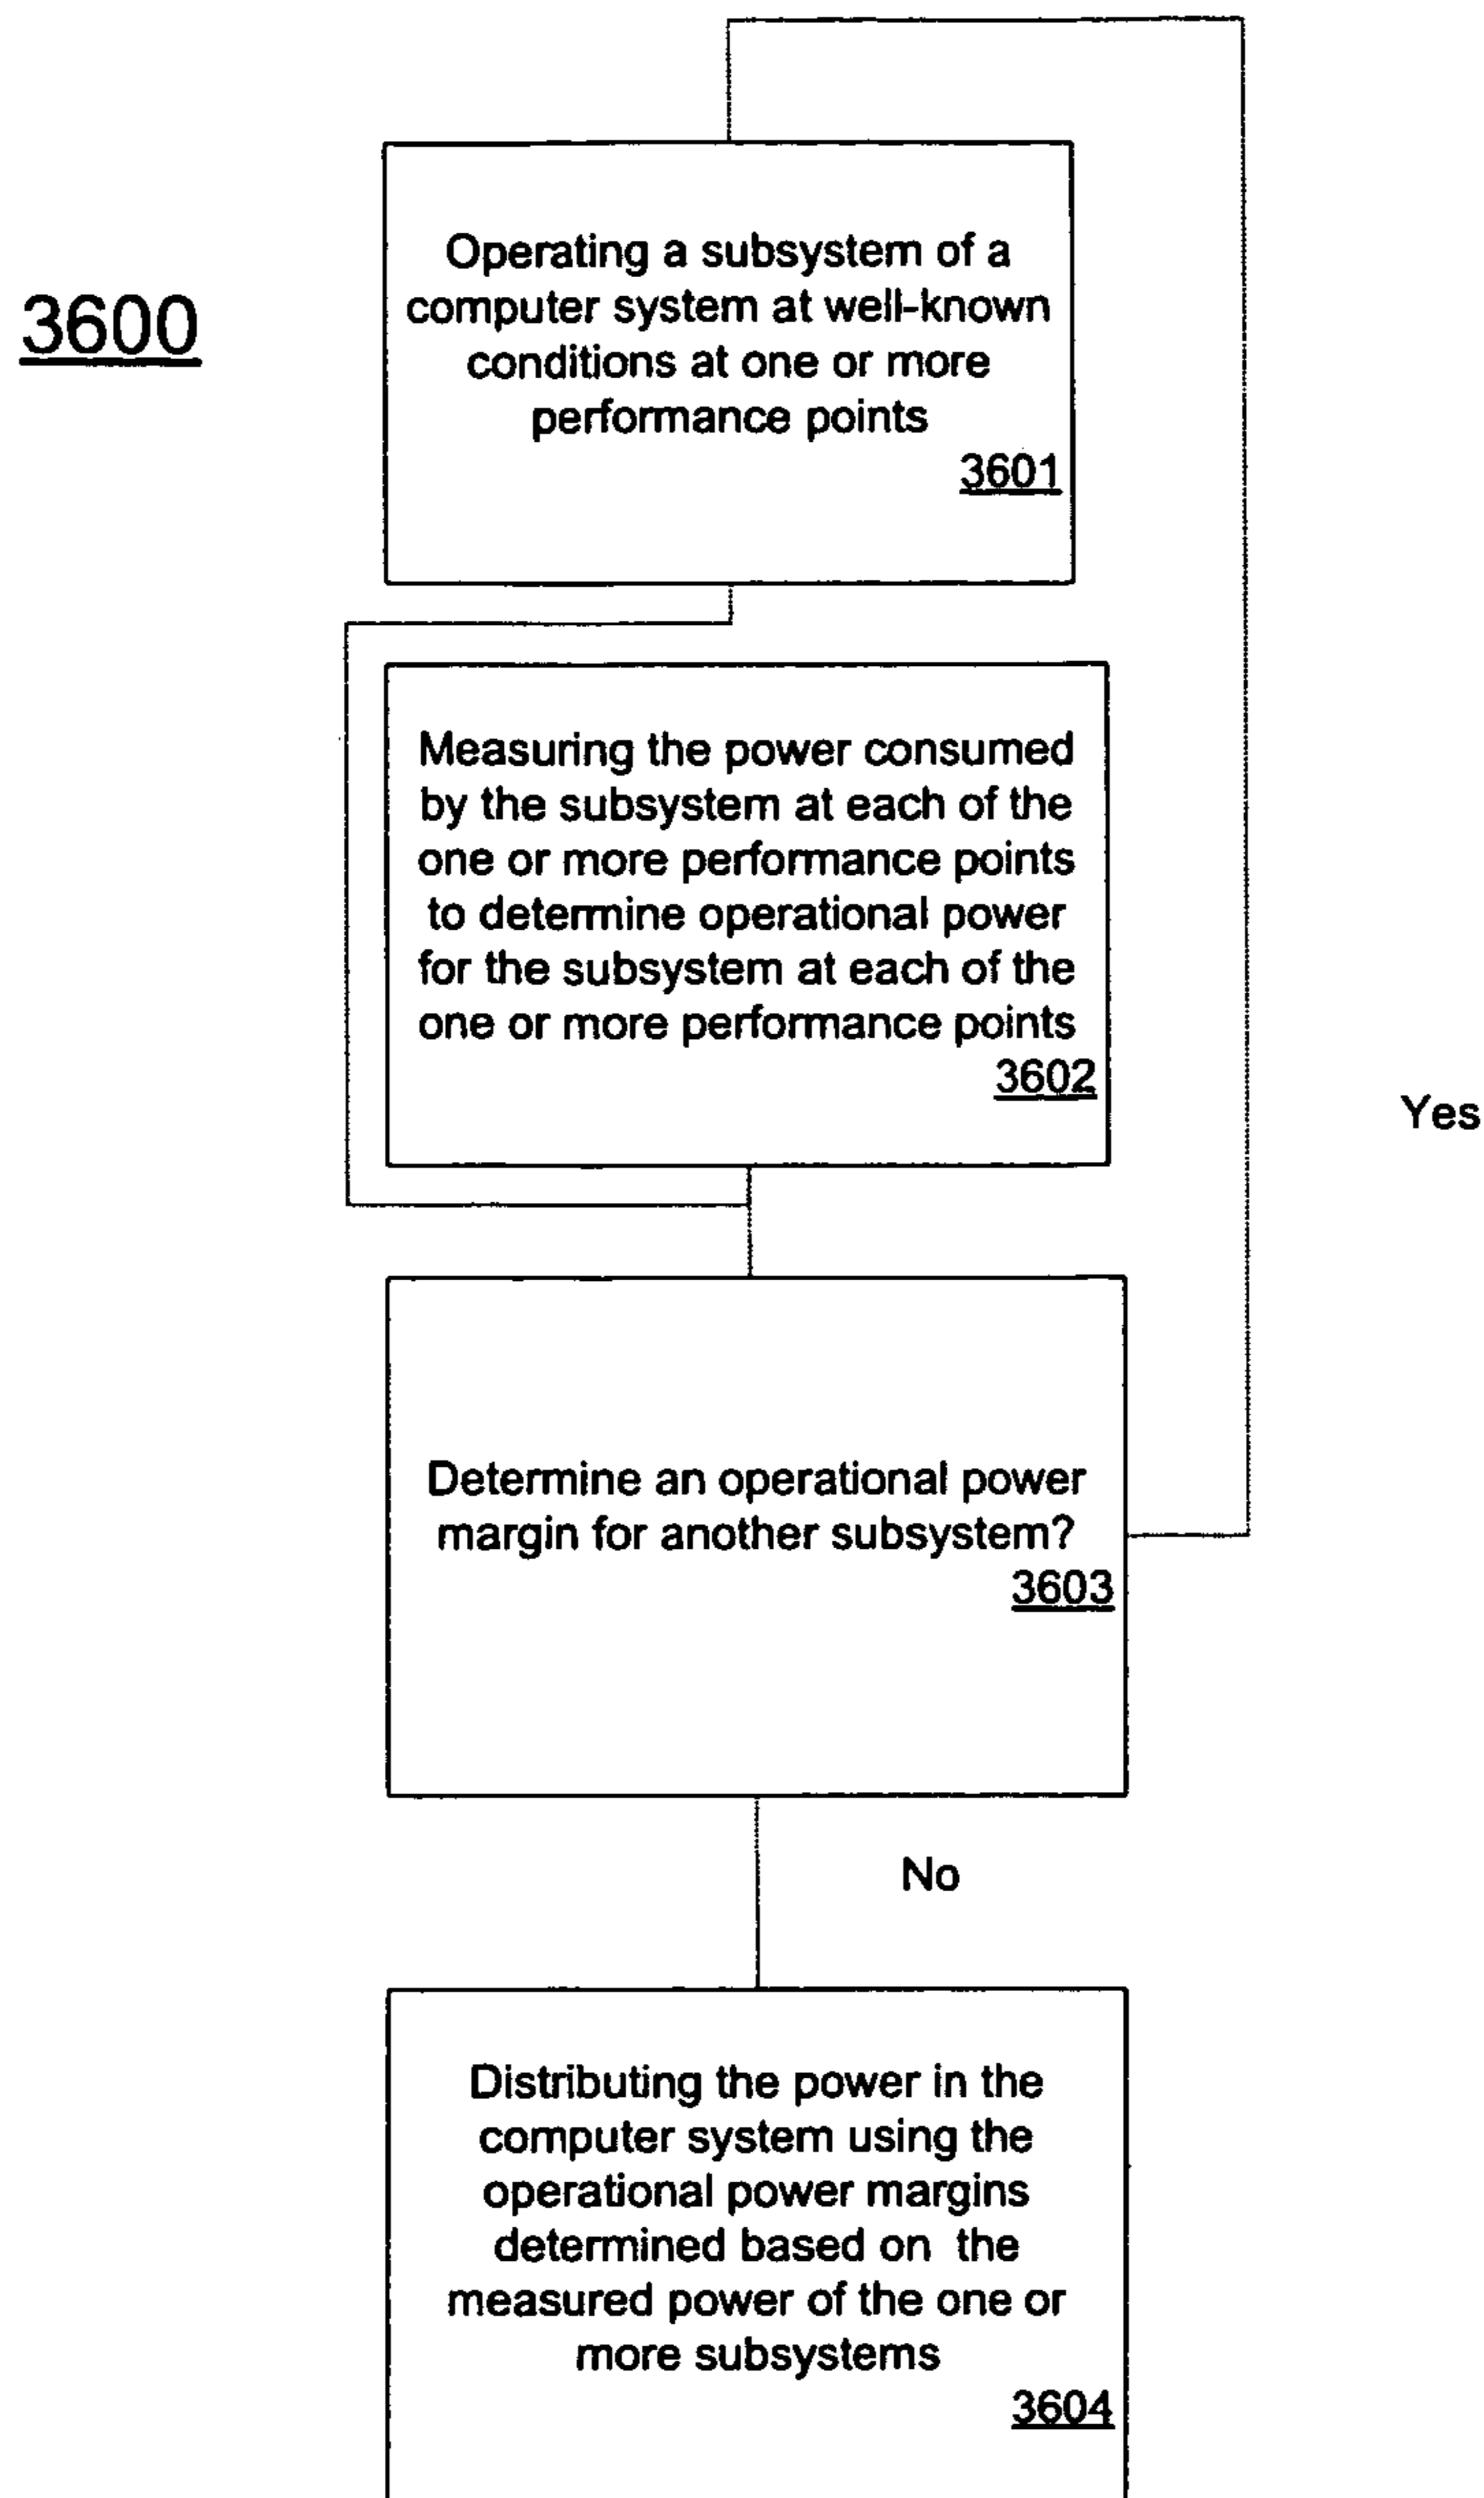 3600
Operating a subsystem of a
computer system at well-known
conditions at one or more
performance points
3601
Measuring the power consumed
by the subsystem at each of the
one or more performance points
to determine operational power
for the subsystem at each of the
one or more performance points
3602
Yes
Determine an operational power
margin for another subsystem?
3603
No
Distributing the power in the
computer system using the
operational power margins
determined based on the
measured power of the one or
more subsystems
3604